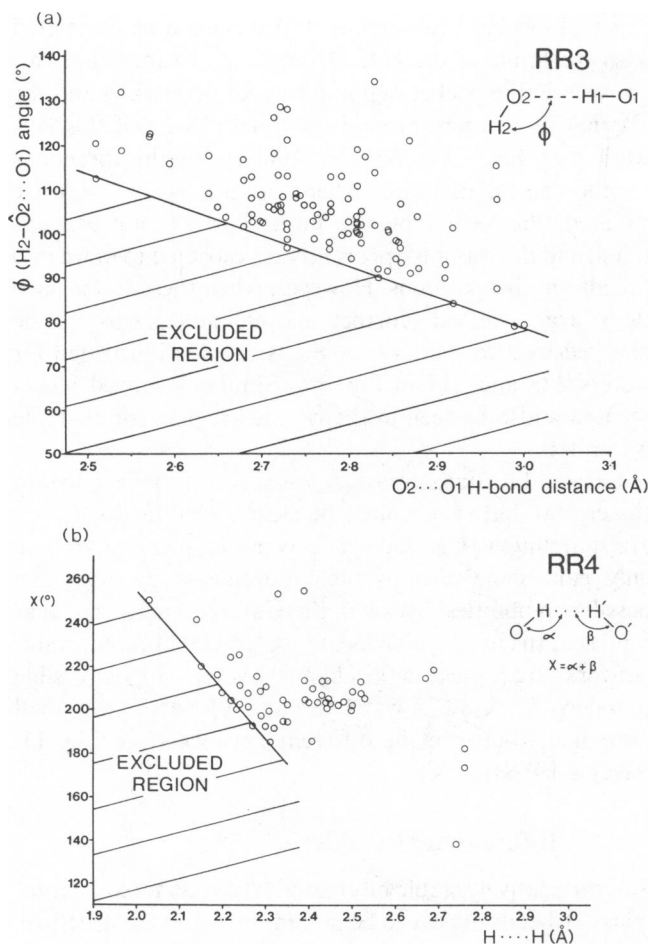 (a)
140
130
120
110
100
90
80
70
60
50
ϕ (H2–Ô2···O1) angle (°)
RR3
O2 --- H1–O1
H2
ϕ
EXCLUDED
REGION
2.5 2.6 2.7 2.8 2.9 3.0 3.1
O2···O1 H-bond distance (Å)
(b)
χ(°)
260
240
220
200
180
160
140
120
RR4
H ·· H
O α β O'
χ=α+β
EXCLUDED
REGION
1.9 2.0 2.1 2.2 2.3 2.4 2.5 2.6 2.7 2.8 2.9 3.0
H····H (Å)